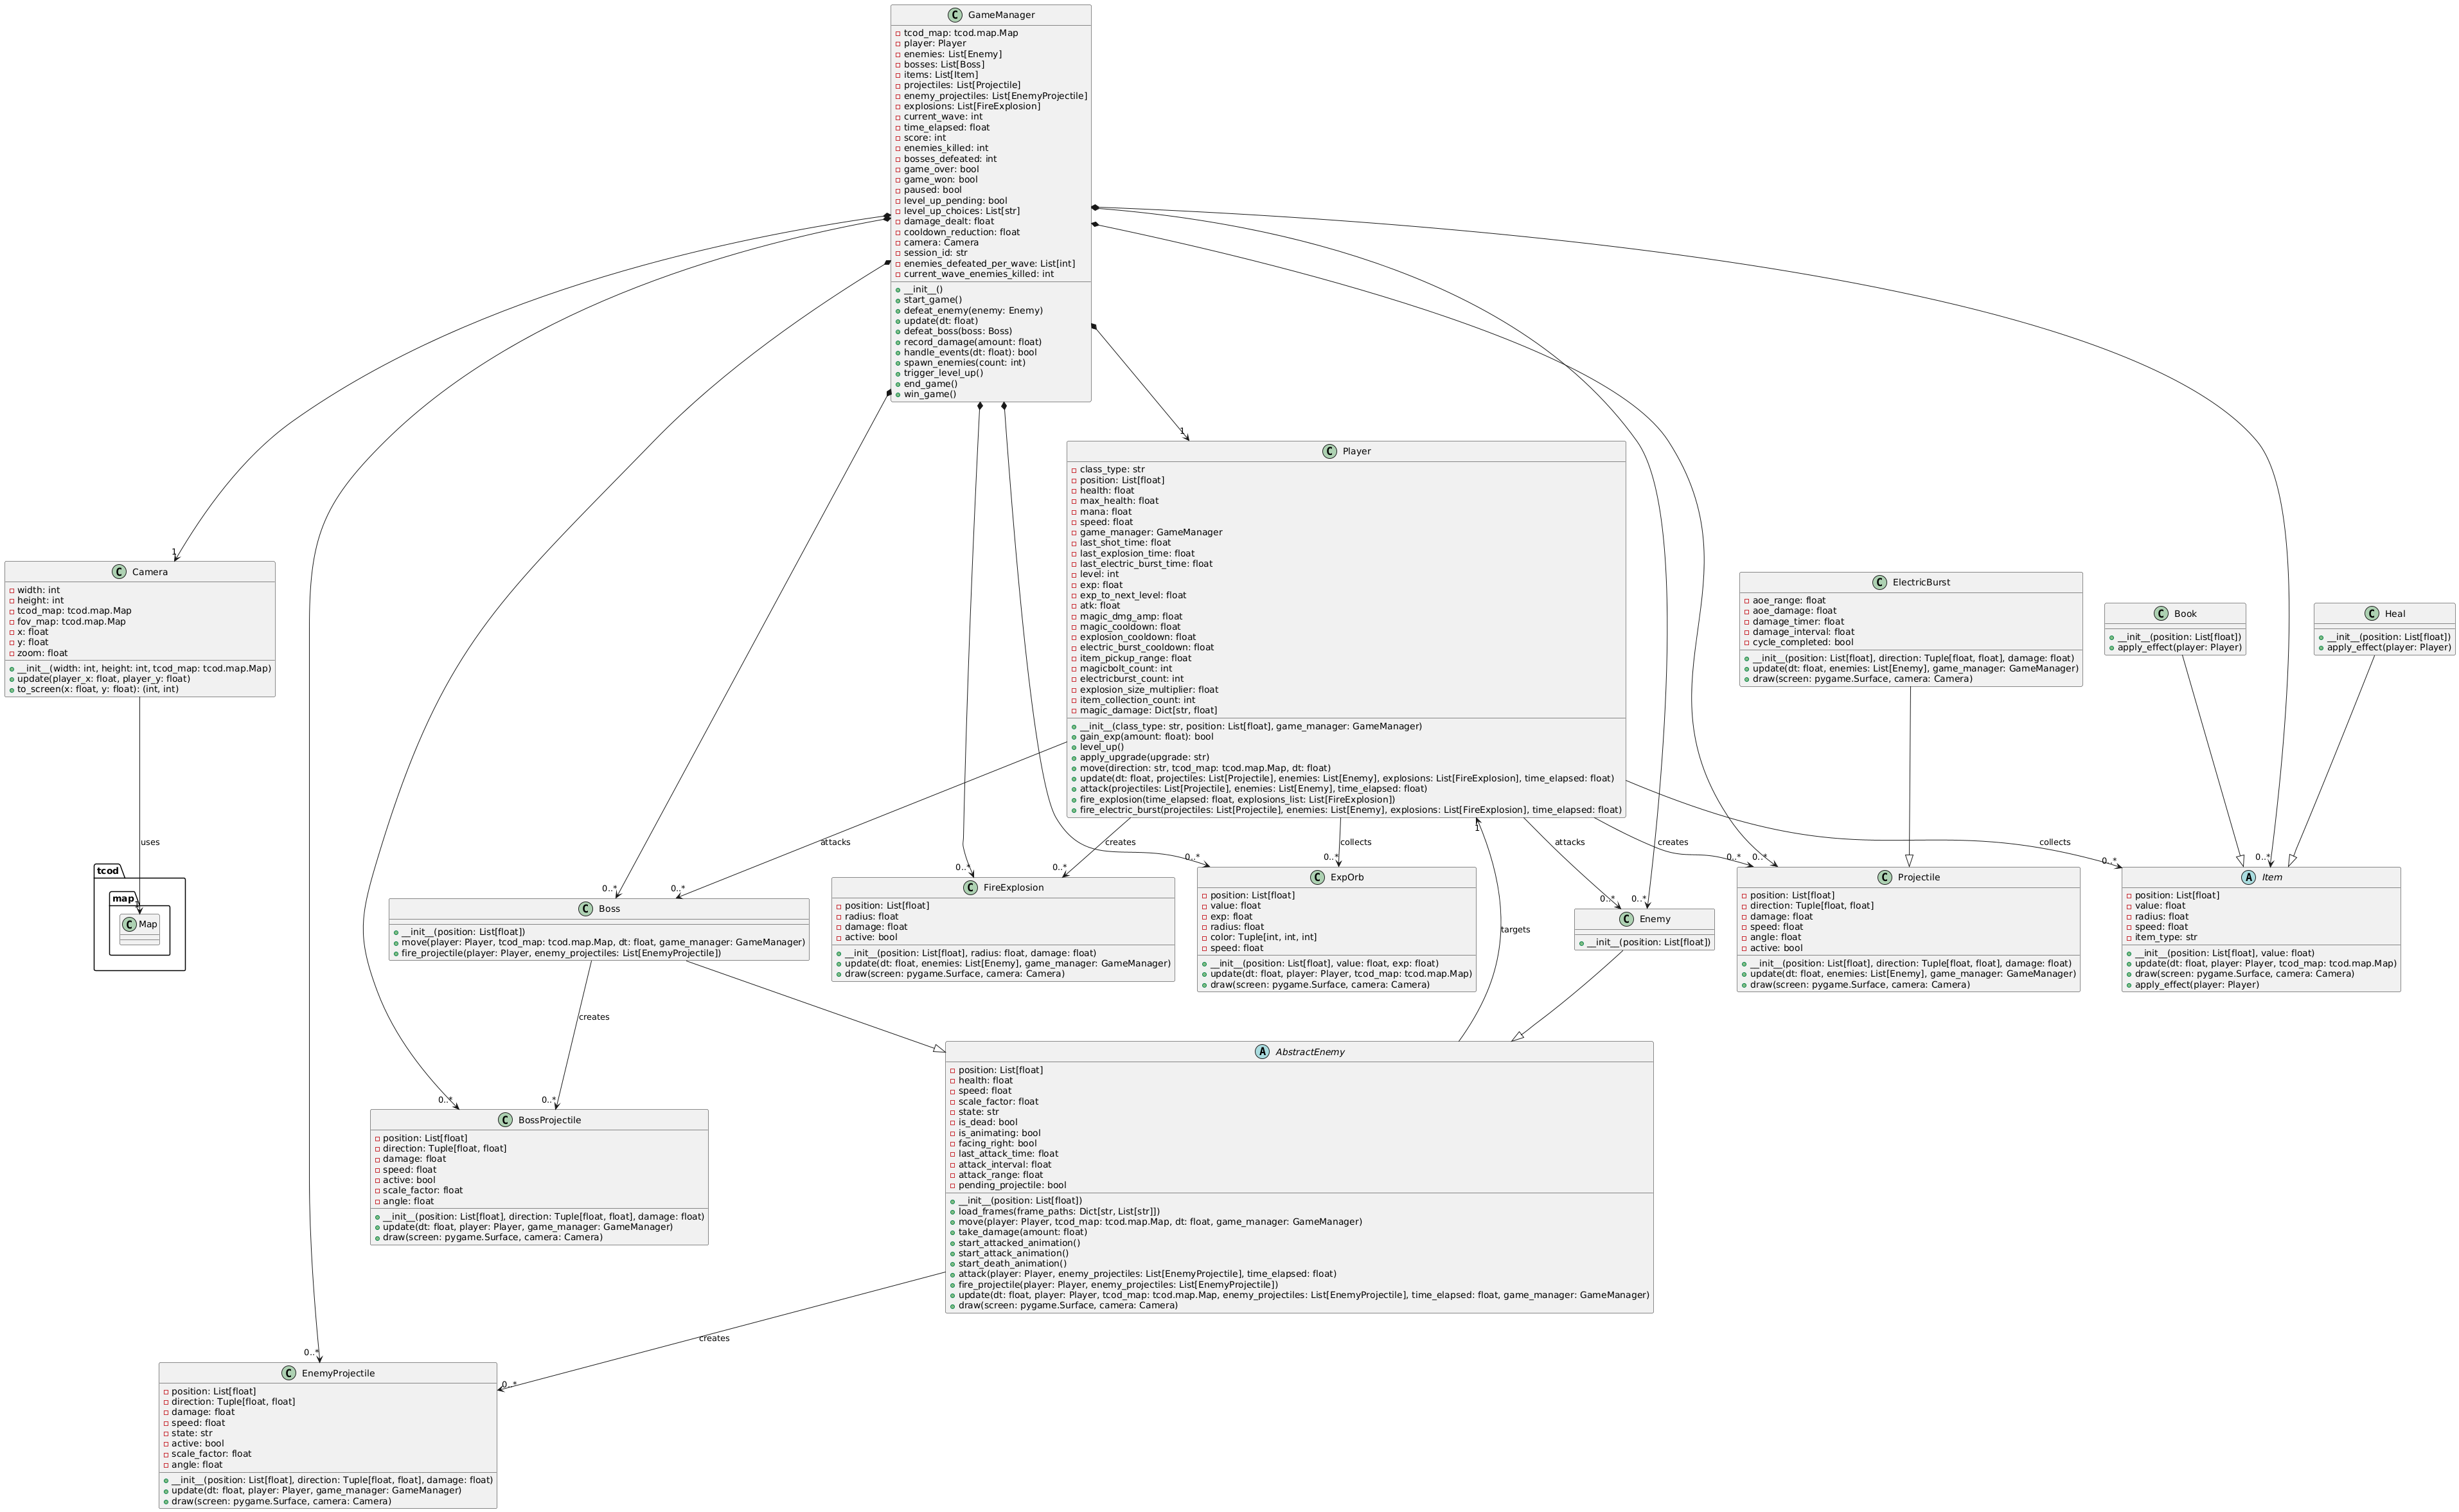 GameManager
tcod_map: tcod.map.Map
player: Player
enemies: List[Enemy]
bosses: List[Boss]
items: List[Item]
projectiles: List[Projectile]
enemy_projectiles: List[EnemyProjectile]
explosions: List[FireExplosion]
current_wave: int
time_elapsed: float
score: int
enemies_killed: int
bosses_defeated: int
game_over: bool
game_won: bool
paused: bool
level_up_pending: bool
level_up_choices: List[str]
damage_dealt: float
cooldown_reduction: float
camera: Camera
session_id: str
enemies_defeated_per_wave: List[int]
current_wave_enemies_killed: int
__init__()
start_game()
defeat_enemy(enemy: Enemy)
update(dt: float)
defeat_boss(boss: Boss)
record_damage(amount: float)
handle_events(dt: float): bool
spawn_enemies(count: int)
trigger_level_up()
end_game()
win_game()
1
Player
class_type: str
position: List[float]
health: float
max_health: float
mana: float
speed: float
game_manager: GameManager
last_shot_time: float
last_explosion_time: float
last_electric_burst_time: float
level: int
exp: float
exp_to_next_level: float
atk: float
magic_dmg_amp: float
magic_cooldown: float
explosion_cooldown: float
electric_burst_cooldown: float
item_pickup_range: float
magicbolt_count: int
electricburst_count: int
explosion_size_multiplier: float
item_collection_count: int
magic_damage: Dict[str, float]
__init__(class_type: str, position: List[float], game_manager: GameManager)
gain_exp(amount: float): bool
level_up()
apply_upgrade(upgrade: str)
move(direction: str, tcod_map: tcod.map.Map, dt: float)
update(dt: float, projectiles: List[Projectile], enemies: List[Enemy], explosions: List[FireExplosion], time_elapsed: float)
attack(projectiles: List[Projectile], enemies: List[Enemy], time_elapsed: float)
fire_explosion(time_elapsed: float, explosions_list: List[FireExplosion])
fire_electric_burst(projectiles: List[Projectile], enemies: List[Enemy], explosions: List[FireExplosion], time_elapsed: float)
1
Camera
width: int
height: int
tcod_map: tcod.map.Map
fov_map: tcod.map.Map
x: float
y: float
zoom: float
__init__(width: int, height: int, tcod_map: tcod.map.Map)
update(player_x: float, player_y: float)
to_screen(x: float, y: float): (int, int)
ElectricBurst
aoe_range: float
aoe_damage: float
damage_timer: float
damage_interval: float
cycle_completed: bool
__init__(position: List[float], direction: Tuple[float, float], damage: float)
update(dt: float, enemies: List[Enemy], game_manager: GameManager)
draw(screen: pygame.Surface, camera: Camera)
Book
__init__(position: List[float])
apply_effect(player: Player)
Heal
__init__(position: List[float])
apply_effect(player: Player)
uses
attacks
creates
1
collects
attacks
creates
collects
tcod
map
Map
0..*
0..*
Boss
__init__(position: List[float])
move(player: Player, tcod_map: tcod.map.Map, dt: float, game_manager: GameManager)
fire_projectile(player: Player, enemy_projectiles: List[EnemyProjectile])
0..*
0..*
FireExplosion
position: List[float]
radius: float
damage: float
active: bool
__init__(position: List[float], radius: float, damage: float)
update(dt: float, enemies: List[Enemy], game_manager: GameManager)
draw(screen: pygame.Surface, camera: Camera)
0..*
0..*
ExpOrb
position: List[float]
value: float
exp: float
radius: float
color: Tuple[int, int, int]
speed: float
__init__(position: List[float], value: float, exp: float)
update(dt: float, player: Player, tcod_map: tcod.map.Map)
draw(screen: pygame.Surface, camera: Camera)
targets
0..*
0..*
Enemy
__init__(position: List[float])
0..*
0..*
Projectile
position: List[float]
direction: Tuple[float, float]
damage: float
speed: float
angle: float
active: bool
__init__(position: List[float], direction: Tuple[float, float], damage: float)
update(dt: float, enemies: List[Enemy], game_manager: GameManager)
draw(screen: pygame.Surface, camera: Camera)
0..*
0..*
Item
position: List[float]
value: float
radius: float
speed: float
item_type: str
__init__(position: List[float], value: float)
update(dt: float, player: Player, tcod_map: tcod.map.Map)
draw(screen: pygame.Surface, camera: Camera)
apply_effect(player: Player)
creates
0..*
0..*
BossProjectile
position: List[float]
direction: Tuple[float, float]
damage: float
speed: float
active: bool
scale_factor: float
angle: float
__init__(position: List[float], direction: Tuple[float, float], damage: float)
update(dt: float, player: Player, game_manager: GameManager)
draw(screen: pygame.Surface, camera: Camera)
AbstractEnemy
position: List[float]
health: float
speed: float
scale_factor: float
state: str
is_dead: bool
is_animating: bool
facing_right: bool
last_attack_time: float
attack_interval: float
attack_range: float
pending_projectile: bool
__init__(position: List[float])
load_frames(frame_paths: Dict[str, List[str]])
move(player: Player, tcod_map: tcod.map.Map, dt: float, game_manager: GameManager)
take_damage(amount: float)
start_attacked_animation()
start_attack_animation()
start_death_animation()
attack(player: Player, enemy_projectiles: List[EnemyProjectile], time_elapsed: float)
fire_projectile(player: Player, enemy_projectiles: List[EnemyProjectile])
update(dt: float, player: Player, tcod_map: tcod.map.Map, enemy_projectiles: List[EnemyProjectile], time_elapsed: float, game_manager: GameManager)
draw(screen: pygame.Surface, camera: Camera)
creates
0..*
0..*
EnemyProjectile
position: List[float]
direction: Tuple[float, float]
damage: float
speed: float
state: str
active: bool
scale_factor: float
angle: float
__init__(position: List[float], direction: Tuple[float, float], damage: float)
update(dt: float, player: Player, game_manager: GameManager)
draw(screen: pygame.Surface, camera: Camera)